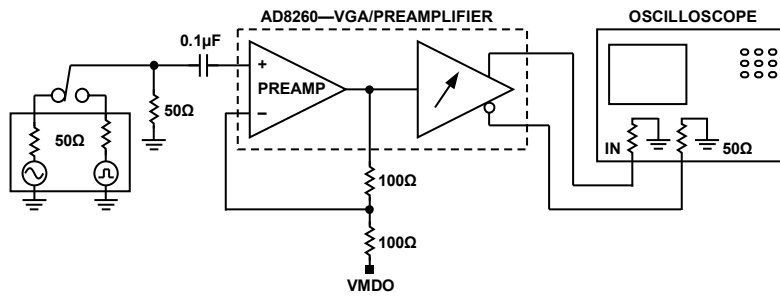 AD8260—VGA/PREAMPLIFIER
OSCILLOSCOPE
0.1µF
+
PREAMP
–
50Ω
50Ω
IN
50Ω
100Ω
100Ω
VMDO